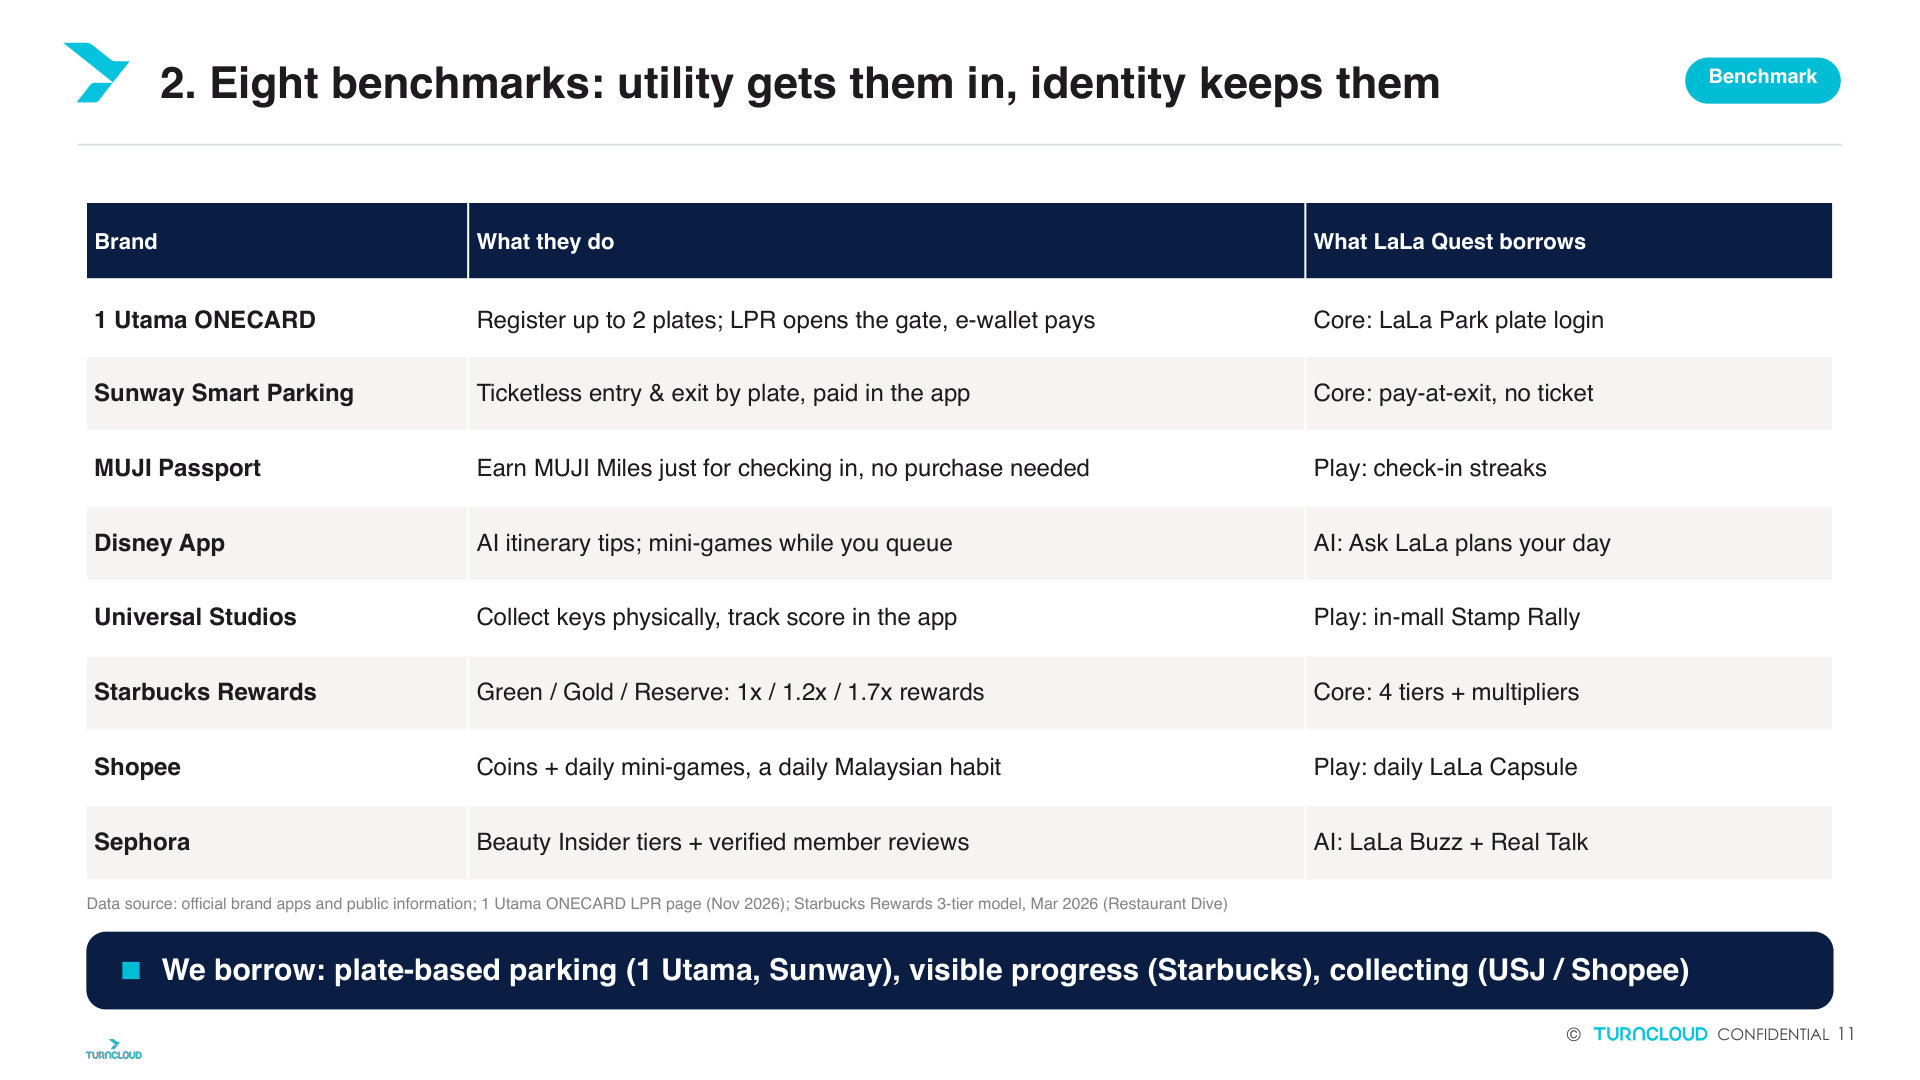 2. Eight benchmarks: utility gets them in, identity keeps them
Benchmark
Brand What they do What LaLa Quest borrows
1 Utama ONECARD Register up to 2 plates; LPR opens the gate, e-wallet pays Core: LaLa Park plate login
Sunway Smart Parking Ticketless entry & exit by plate, paid in the app Core: pay-at-exit, no ticket
MUJI Passport Earn MUJI Miles just for checking in, no purchase needed Play: check-in streaks
Disney App AI itinerary tips; mini-games while you queue AI: Ask LaLa plans your day
Universal Studios Collect keys physically, track score in the app Play: in-mall Stamp Rally
Starbucks Rewards Green / Gold / Reserve: 1x / 1.2x / 1.7x rewards Core: 4 tiers + multipliers
Shopee Coins + daily mini-games, a daily Malaysian habit Play: daily LaLa Capsule
Sephora Beauty Insider tiers + verified member reviews AI: LaLa Buzz + Real Talk
Data source: official brand apps and public information; 1 Utama ONECARD LPR page (Nov 2026); Starbucks Rewards 3-tier model, Mar 2026 (Restaurant Dive)
We borrow: plate-based parking (1 Utama, Sunway), visible progress (Starbucks), collecting (USJ / Shopee)
TURNCLOUD
© TURNCLOUD CONFIDENTIAL 11